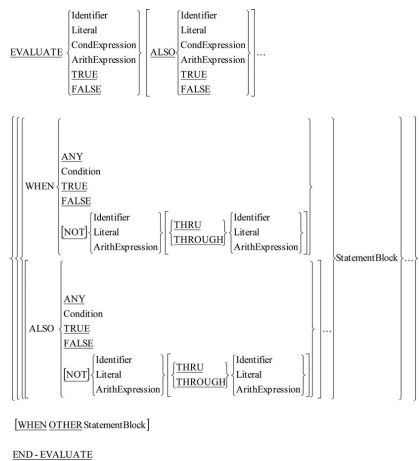 Identifier Identifier
Literal Literal
CondExpression CondExpression
EVALUATE ArithExpression ALSO ArithExpression ...
TRUE TRUE
FALSE FALSE
ANY
Condition
WHEN TRUE
FALSE
Identifier Identifier
[NOT] Literal THRU Literal
ArithExpression THROUGH ArithExpression
StatementBlock ...
ANY
Condition
ALSO TRUE ...
FALSE
Identifier Identifier
[NOT] Literal THRU Literal
ArithExpression THROUGH ArithExpression
[WHEN OTHER StatementBlock]
END - EVALUATE